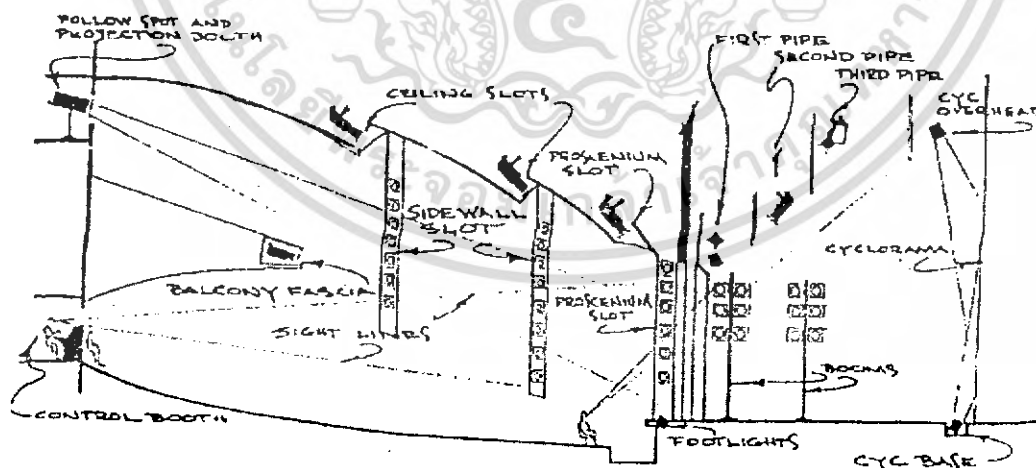 FOLLOW SPOT AND
PROJECTION BOOTH
CEILING SLOTS
PROSCENIUM
SLOT
FIRST PIPE
SECOND PIPE
THIRD PIPE
CYC
OVERHEAD
SIDEWALL
SLOT
BALCONY FASCIA
SIGHT LINES
PROSCENIUM
SLOT
CYCLORAMA
BOOMS
CONTROL BOOTH
FOOTLIGHTS
CYC BASE